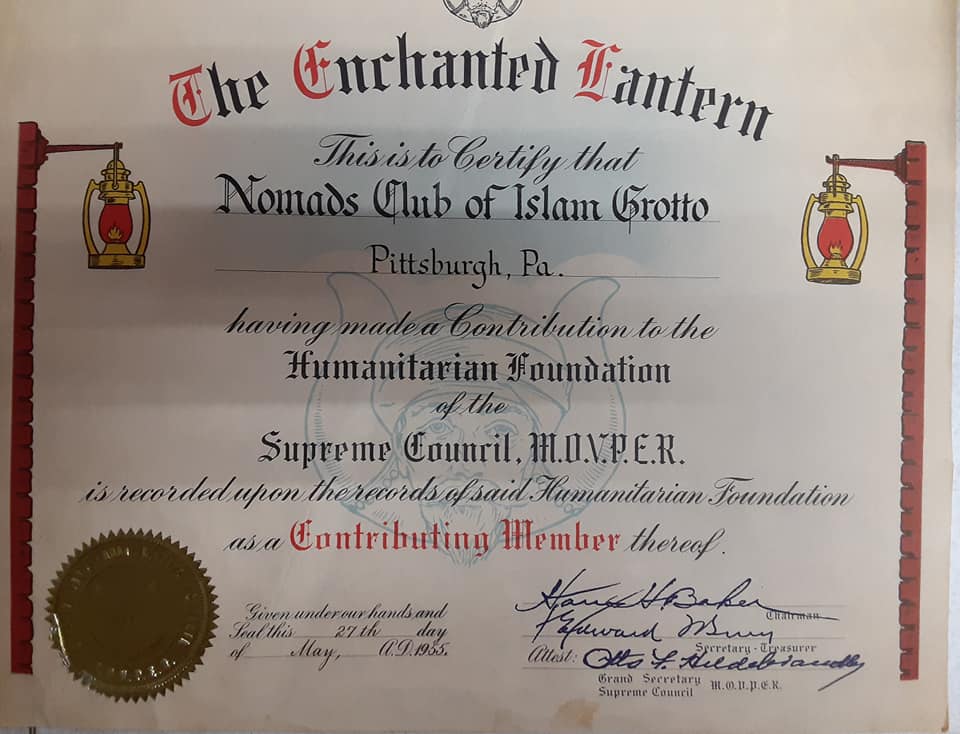 The Enchanted Lantern
This is to Certify that
Nomads Club of Islam Grotto
Pittsburgh, Pa.
having made a Contribution to the
Humanitarian Foundation
of the
Supreme Council, M.O.V.P.E.R.
is recorded upon the records of said Humanitarian Foundation
as a Contributing Member thereof.
Given under our hands and
Seal this 27th day
of May, A.D. 1955.
H Baker
Chairman
Secretary - Treasurer
Attest: Otto F. Hildebrandt
Grand Secretary
Supreme Council M.O.V.P.E.R.